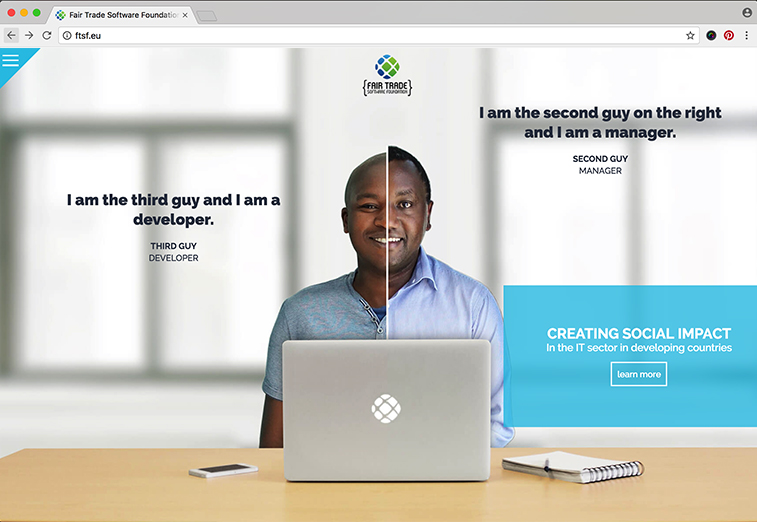 Fair Trade Software Foundation
ftsf.eu
{FAIR TRADE}
SOFTWARE FOUNDATION
I am the second guy on the right
and I am a manager.
SECOND GUY
MANAGER
I am the third guy and I am a
developer.
THIRD GUY
DEVELOPER
CREATING SOCIAL IMPACT
In the IT sector in developing countries
learn more